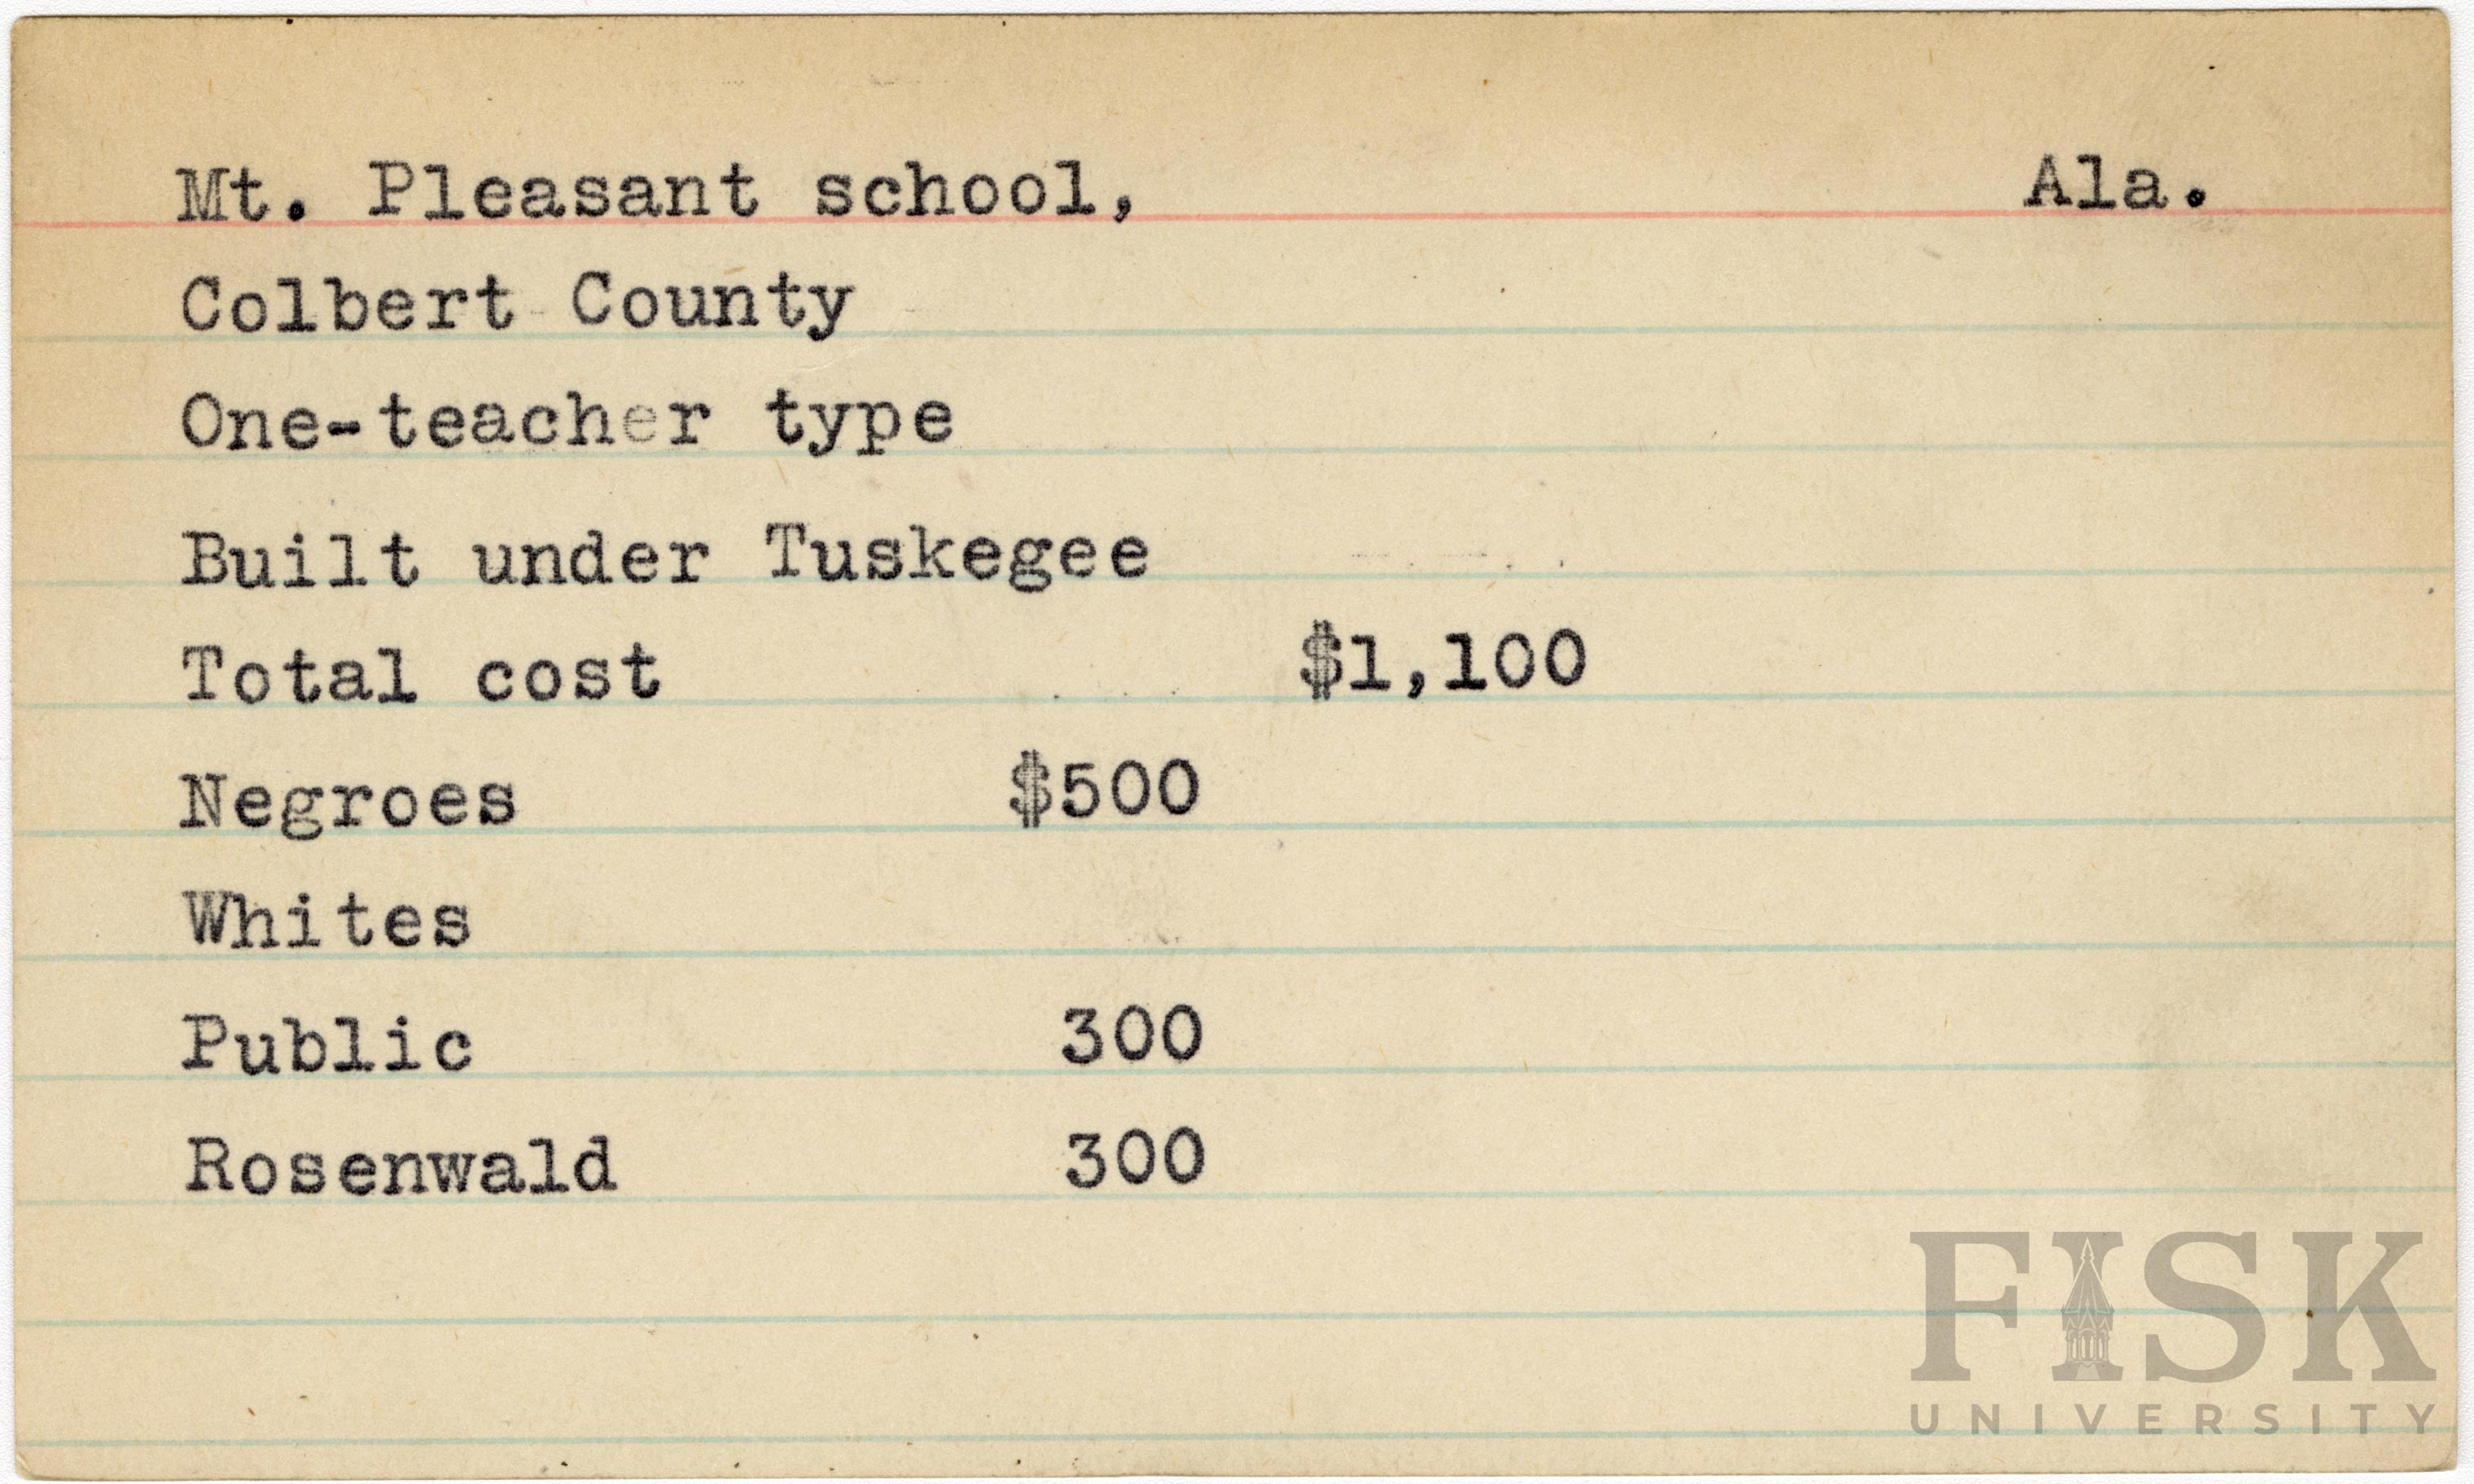 Mt. Pleasant school, Ala.
Colbert County
One-teacher type
Built under Tuskegee
Total cost $1,100
Negroes $500
Whites
Public 300
Rosenwald 300
FISK
UNIVERSITY